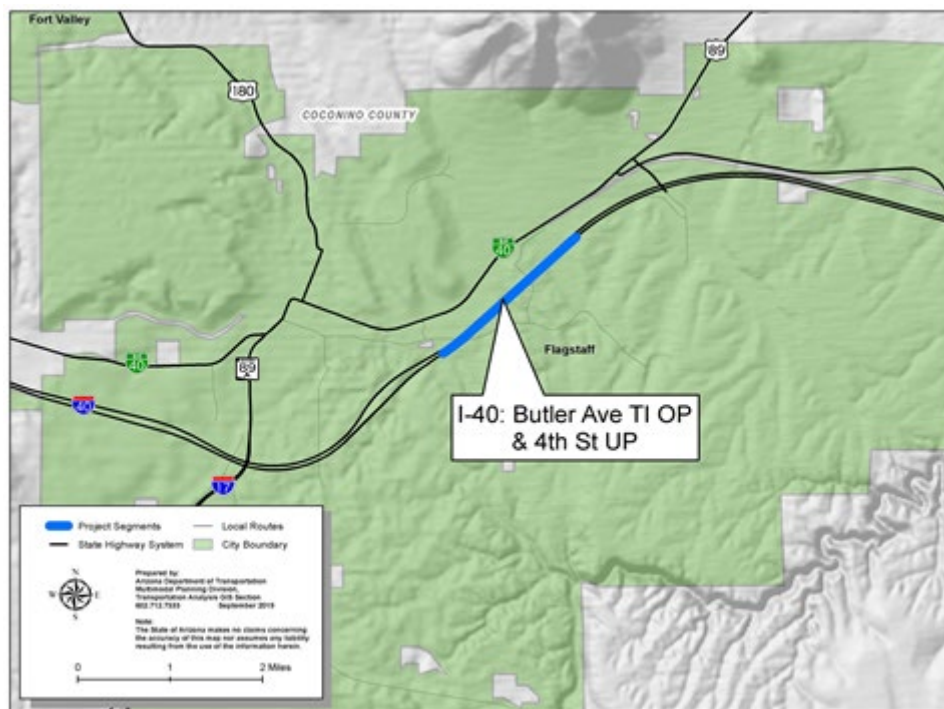 Fort Valley
180
89
COCONINO COUNTY
40
Flagstaff
40
89
40
I-40: Butler Ave TI OP
& 4th St UP
17
Project Segments
Local Routes
State Highway System
City Boundary
N
W
E
S
Prepared by:
Arizona Department of Transportation
Multimodal Planning Division,
Transportation Analysis GIS Section
602.712.7333 September 2019
Note:
The State of Arizona makes no claims concerning
the accuracy of this map nor assumes any liability
resulting from the use of the information herein.
0 1 2 Miles